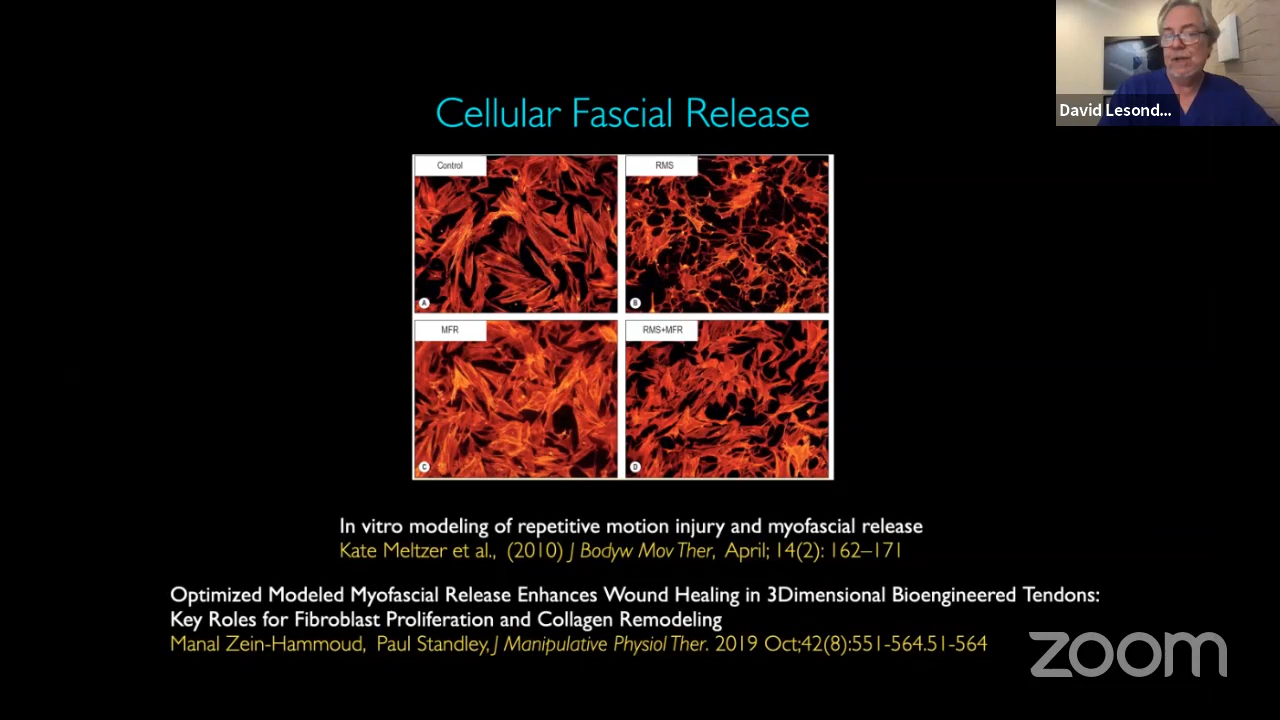 David Lesond...
Cellular Fascial Release
Control
RMS
A
B
MFR
RMS+MFR
C
D
In vitro modeling of repetitive motion injury and myofascial release
Kate Meltzer et al., (2010) J Bodyw Mov Ther, April; 14(2): 162–171
Optimized Modeled Myofascial Release Enhances Wound Healing in 3Dimensional Bioengineered Tendons:
Key Roles for Fibroblast Proliferation and Collagen Remodeling
Manal Zein-Hammoud, Paul Standley, J Manipulative Physiol Ther. 2019 Oct;42(8):551-564.51-564
zoom